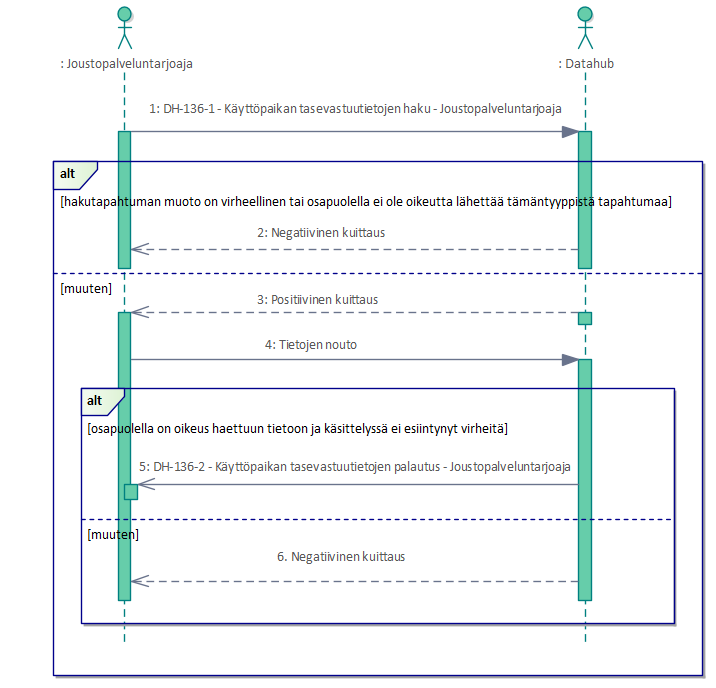 : Joustopalveluntarjoaja
: Datahub
1: DH-136-1 - Käyttöpaikan tasevastuutietojen haku - Joustopalveluntarjoaja
alt
[hakutapahtuman muoto on virheellinen tai osapuolella ei ole oikeutta lähettää tämäntyyppistä tapahtumaa]
2: Negatiivinen kuittaus
[muuten]
3: Positiivinen kuittaus
4: Tietojen nouto
alt
[osapuolella on oikeus haettuun tietoon ja käsittelyssä ei esiintynyt virheitä]
5: DH-136-2 - Käyttöpaikan tasevastuutietojen palautus - Joustopalveluntarjoaja
[muuten]
6. Negatiivinen kuittaus